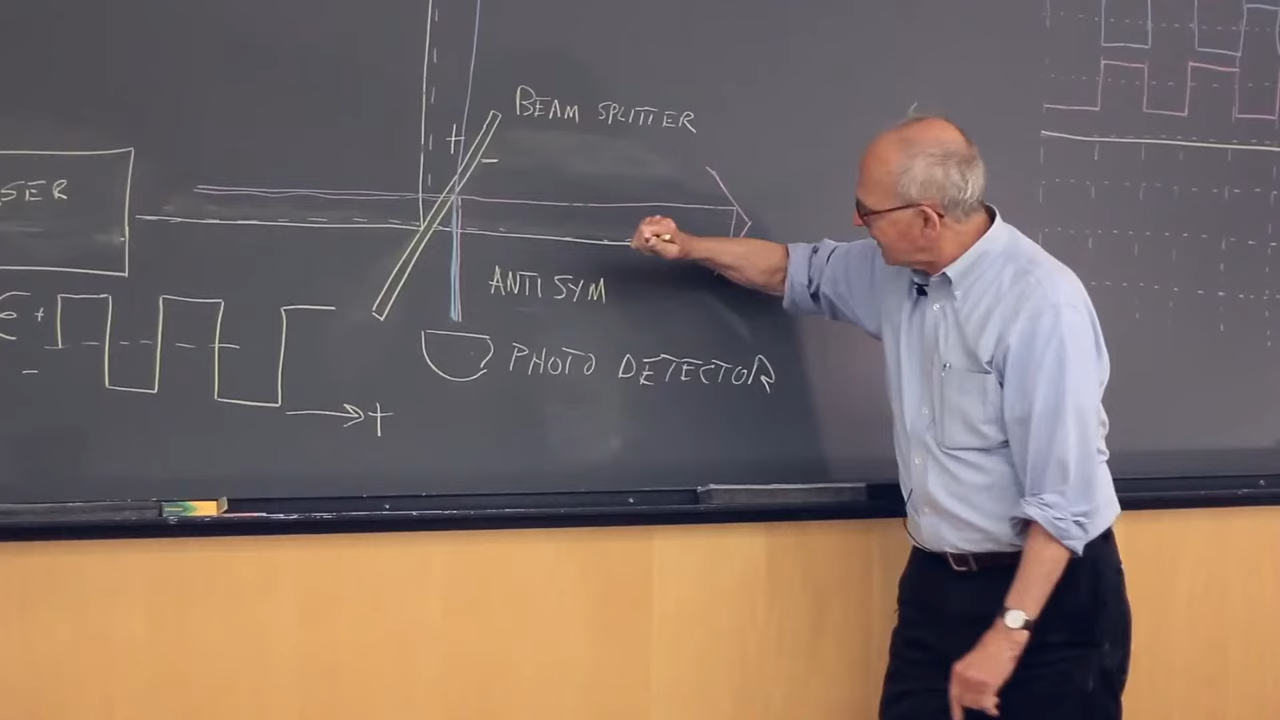 BEAM SPLITTER
+
-
SER
ANTI SYM
E +
-
PHOTO DETECTOR
t